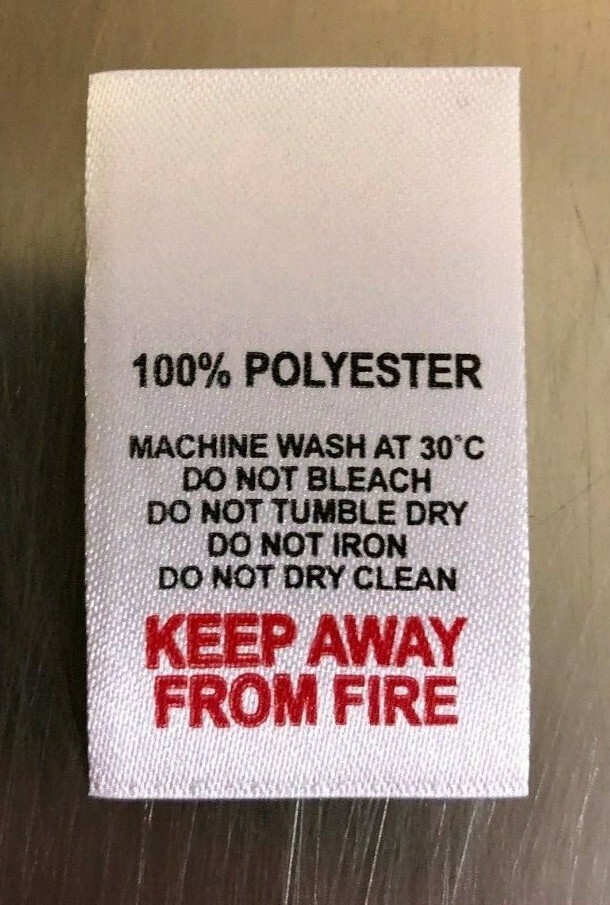 100% POLYESTER
MACHINE WASH AT 30°C
DO NOT BLEACH
DO NOT TUMBLE DRY
DO NOT IRON
DO NOT DRY CLEAN
KEEP AWAY
FROM FIRE